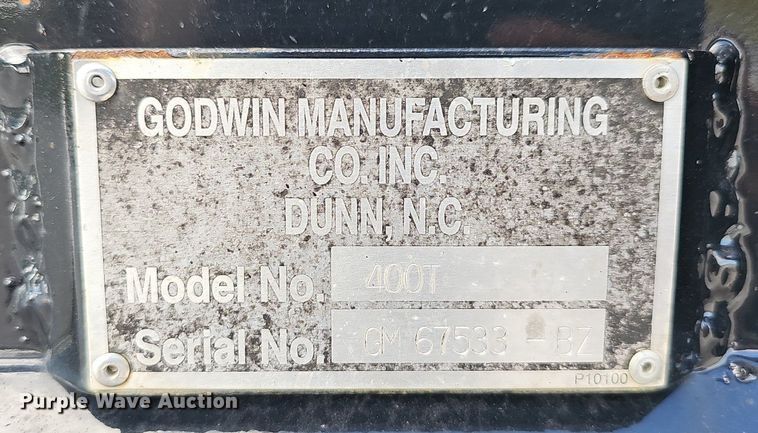 GODWIN MANUFACTURING
CO. INC.
DUNN, N.C.
Model No. 400T
Serial No. GM 67533 - BZ
P10100
Purple Wave Auction